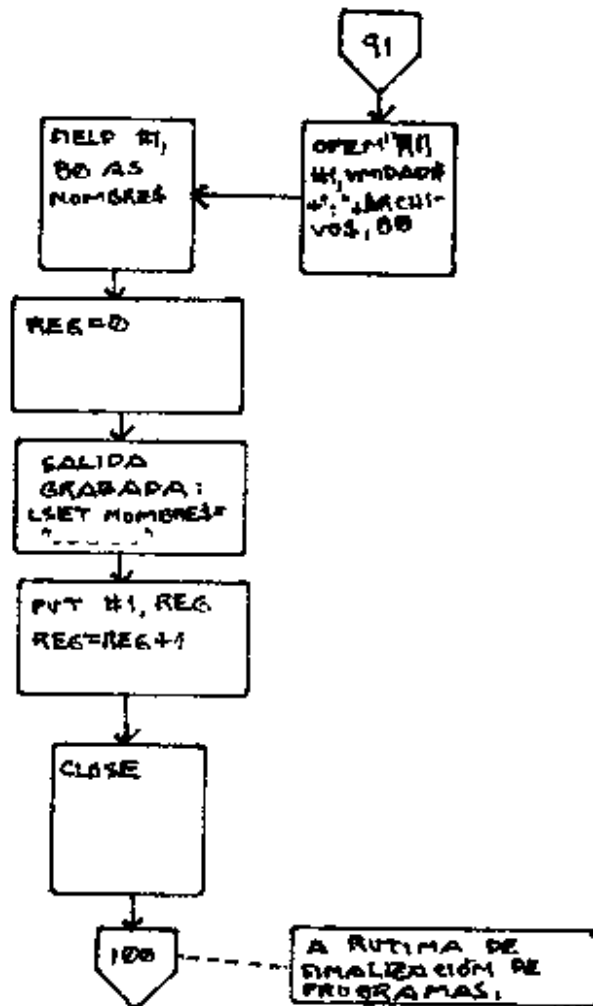 91
OPEN "R",
#1, UNIDAD$
+":"+ARCHI-
VO$, 80
FIELD #1,
80 AS
NOMBRE$
REG=0
SALIDA
GRABADA:
LSET NOMBRE$=
"......"
PUT #1, REG
REG=REG+1
CLOSE
100
A RUTINA DE
FINALIZACIÓN DE
PROGRAMAS.